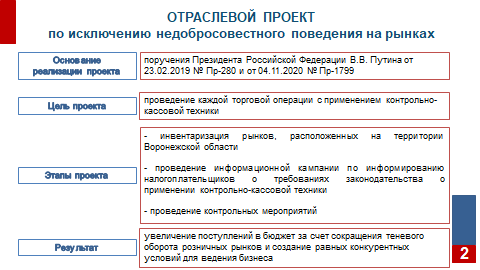 ОТРАСЛЕВОЙ ПРОЕКТ
по исключению недобросовестного поведения на рынках
Основание
реализации проекта
поручения Президента Российской Федерации В.В. Путина от
23.02.2019 № Пр-280 и от 04.11.2020 № Пр-1799
Цель проекта
проведение каждой торговой операции с применением контрольно-
кассовой техники
Этапы проекта
- инвентаризация рынков, расположенных на территории
Воронежской области
- проведение информационной кампании по информированию
налогоплательщиков о требованиях законодательства о
применении контрольно-кассовой техники
- проведение контрольных мероприятий
Результат
увеличение поступлений в бюджет за счет сокращения теневого
оборота розничных рынков и создание равных конкурентных
условий для ведения бизнеса
2